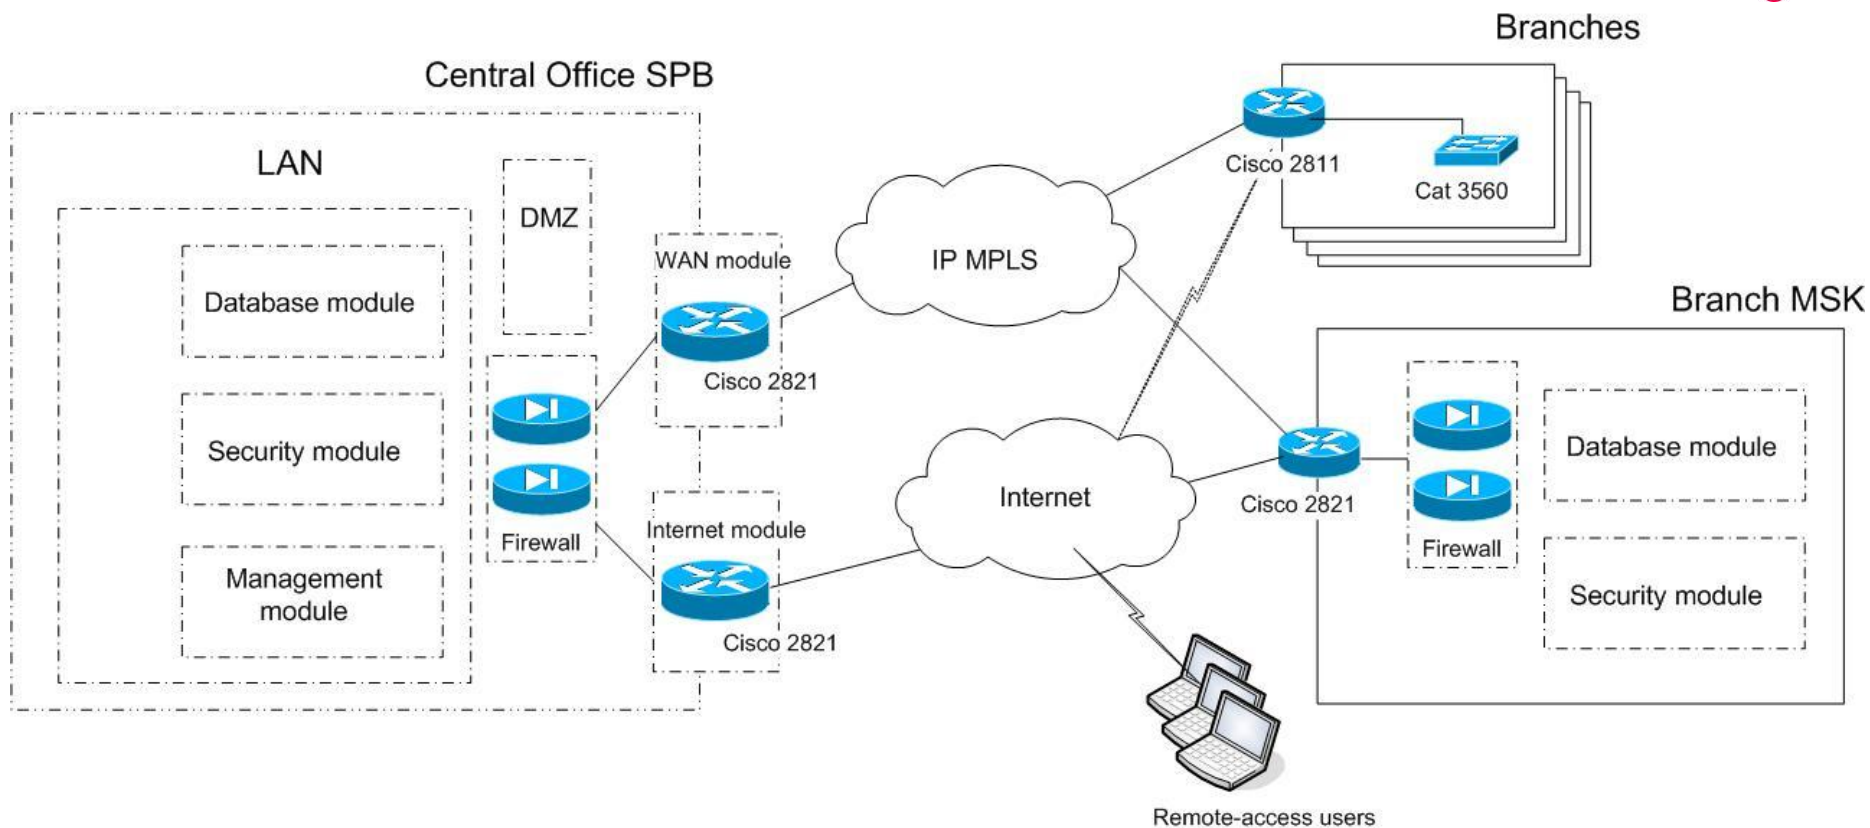 Branches
Central Office SPB
LAN
DMZ
Cisco 2811
Cat 3560
WAN module
IP MPLS
Database module
Branch MSK
Cisco 2821
Security module
Database module
Internet
Cisco 2821
Internet module
Firewall
Firewall
Management
module
Security module
Cisco 2821
Remote-access users